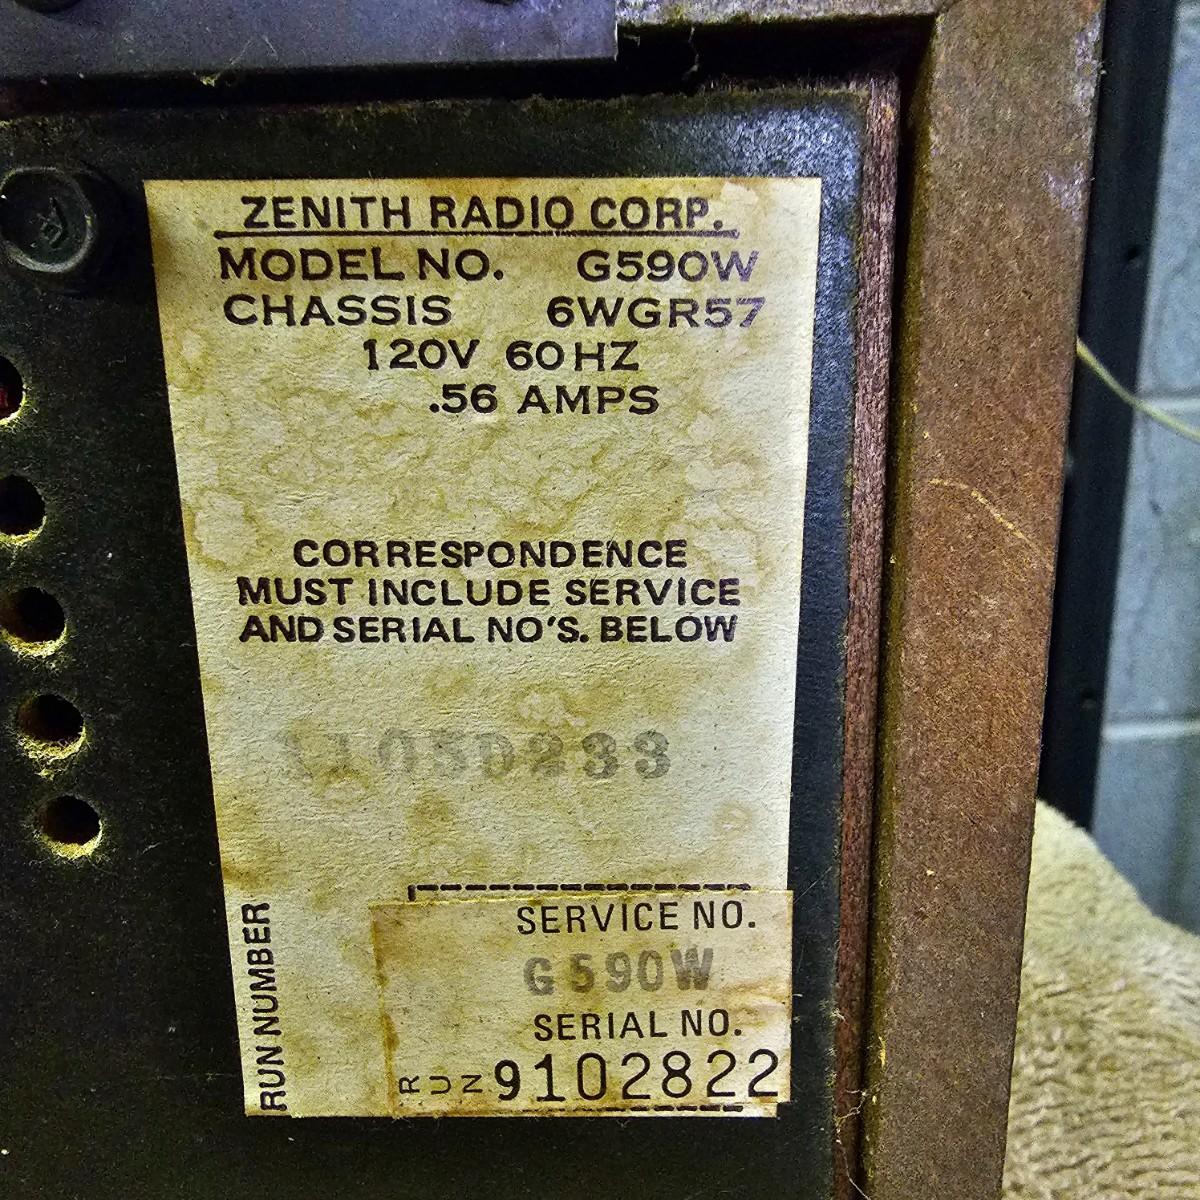 ZENITH RADIO CORP.
MODEL NO. G590W
CHASSIS 6WGR57
120V 60HZ
.56 AMPS
CORRESPONDENCE
MUST INCLUDE SERVICE
AND SERIAL NO'S. BELOW
RUN NUMBER
SERVICE NO.
G590W
SERIAL NO.
RUN 9102822